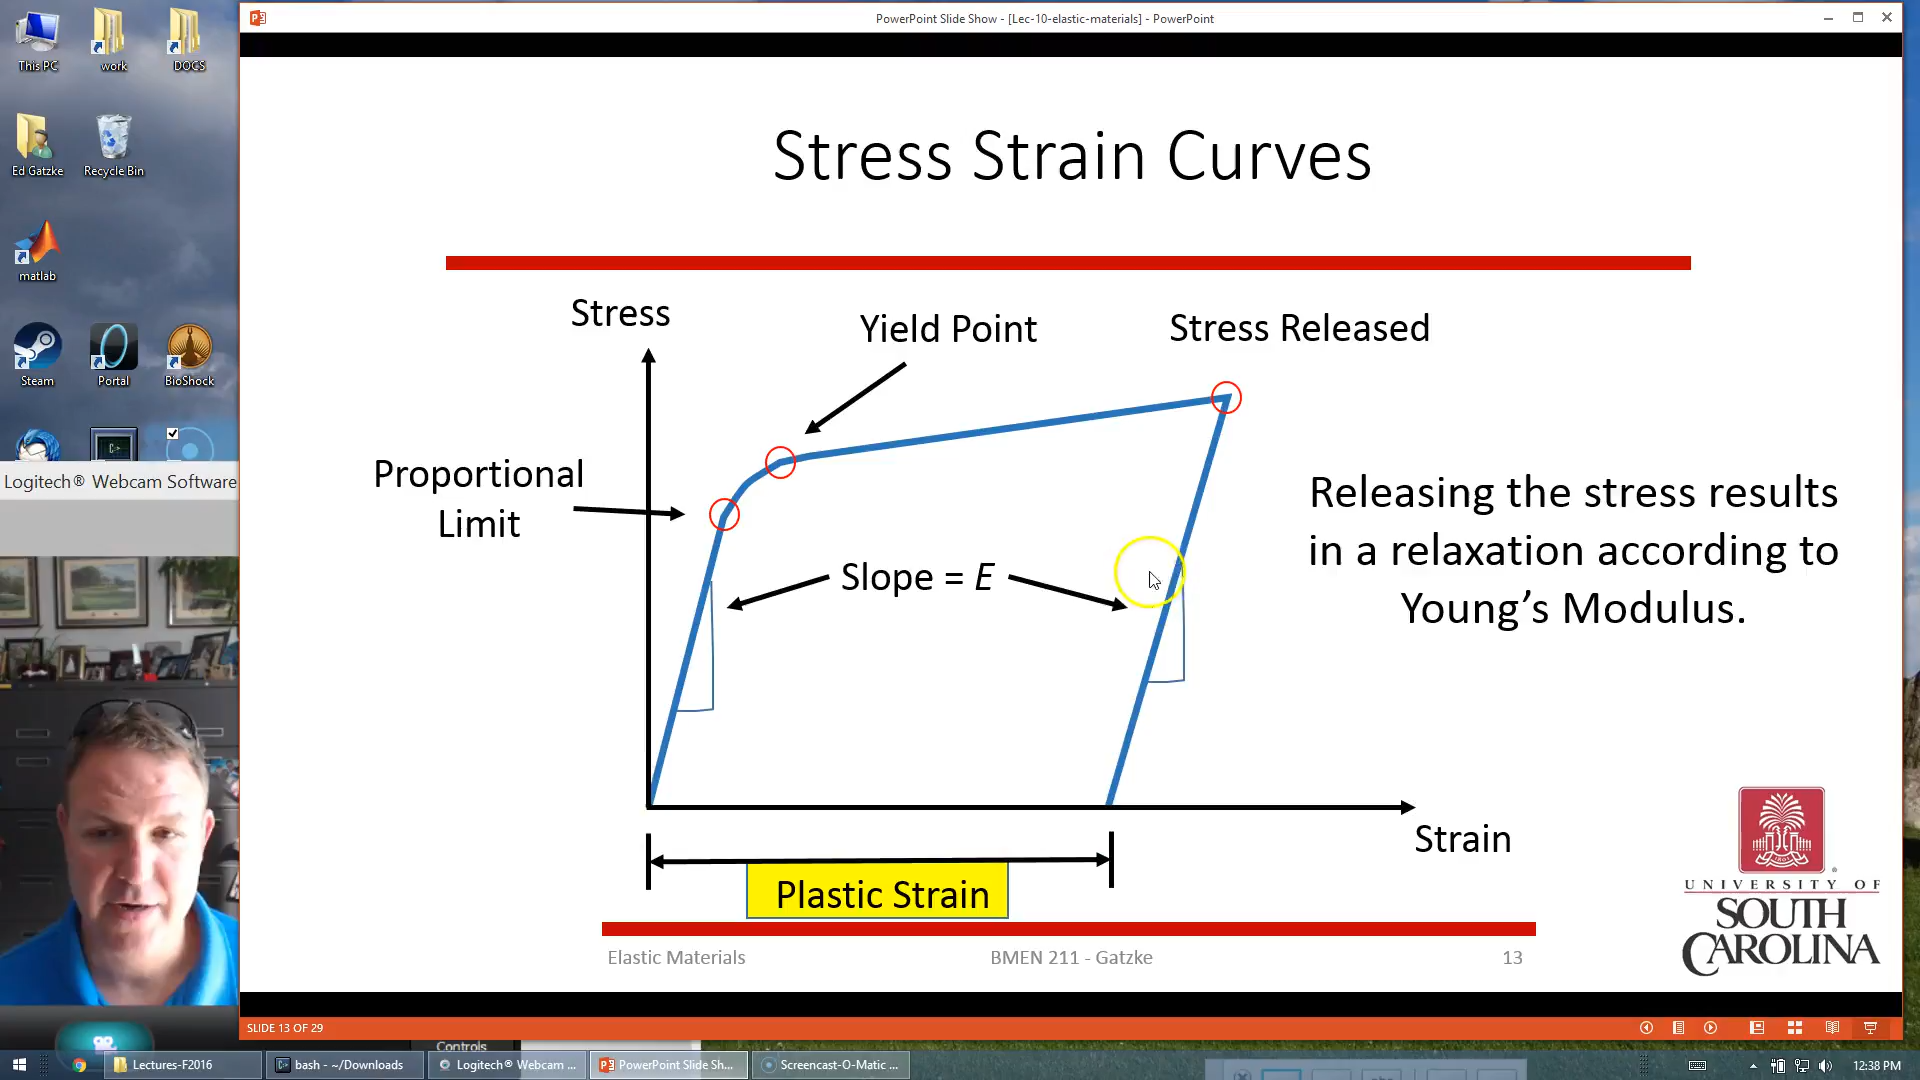 PowerPoint Slide Show - [Lec-10-elastic-materials] - PowerPoint
This PC
work
DOCS
Ed Gatzke
Recycle Bin
matlab
Steam
Portal
BioShock
Logitech® Webcam Software
Stress Strain Curves
Stress
Yield Point
Stress Released
Proportional
Limit
Slope = E
Releasing the stress results
in a relaxation according to
Young's Modulus.
Strain
Plastic Strain
Elastic Materials
BMEN 211 - Gatzke
13
UNIVERSITY OF
SOUTH
CAROLINA
SLIDE 13 OF 29
Controls
Lectures-F2016
bash - ~/Downloads
Logitech® Webcam ...
PowerPoint Slide Sh...
Screencast-O-Matic ...
12:38 PM